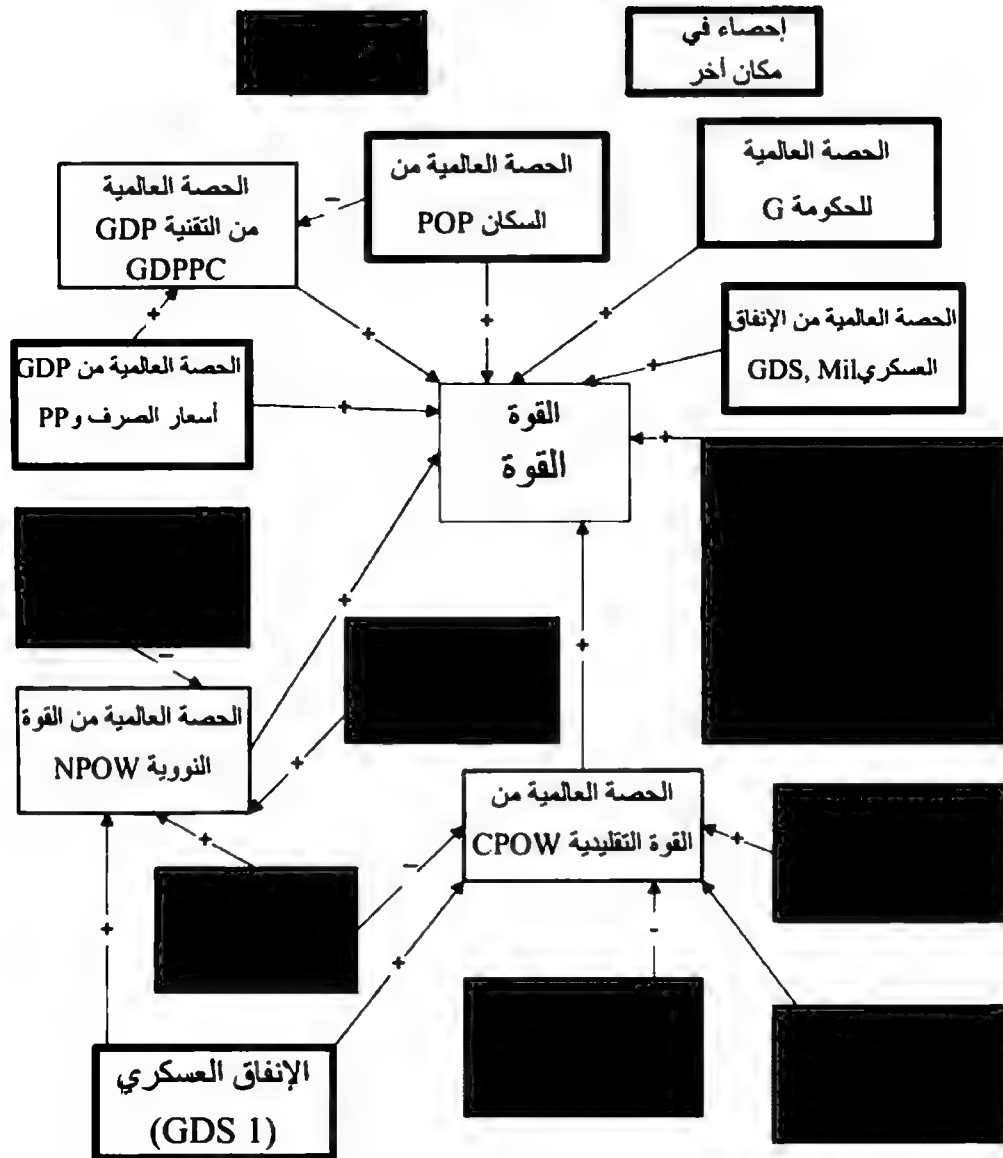 إحصاء في
مكان أخر
الحصة العالمية
من التقنية GDP
GDPPC
الحصة العالمية من
السكان POP
الحصة العالمية
للحكومة G
الحصة العالمية من الإنفاق
العسكري GDS, Mil
الحصة العالمية من GDP
أسعار الصرف وPP
القوة
القوة
الحصة العالمية من القوة
النووية NPOW
الحصة العالمية من
القوة التقليدية CPOW
الإنفاق العسكري
(GDS 1)